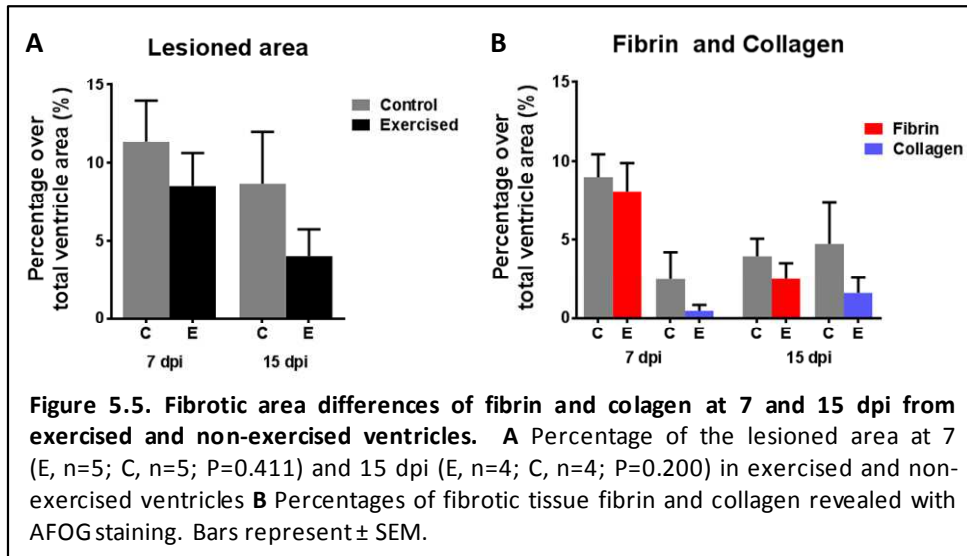 A
Lesioned area
Percentage over
total ventricle area (%)
15
10
5
0
Control
Exercised
C E C E
7 dpi 15 dpi
B
Fibrin and Collagen
Percentage over
total ventricle area (%)
15
10
5
0
Fibrin
Collagen
C E C E C E C E
7 dpi 15 dpi
Figure 5.5. Fibrotic area differences of fibrin and colagen at 7 and 15 dpi from
exercised and non-exercised ventricles. A Percentage of the lesioned area at 7
(E, n=5; C, n=5; P=0.411) and 15 dpi (E, n=4; C, n=4; P=0.200) in exercised and non-
exercised ventricles B Percentages of fibrotic tissue fibrin and collagen revealed with
AFOG staining. Bars represent ± SEM.